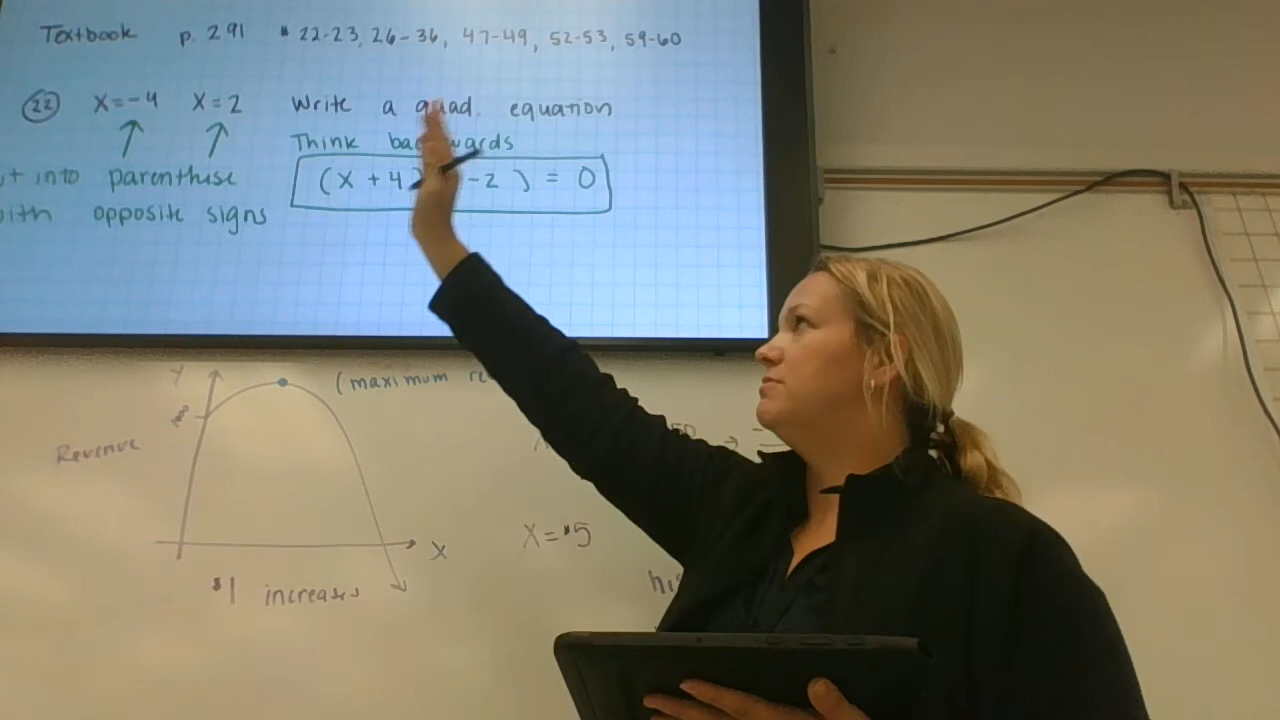 Textbook p. 291 # 22-23, 26-36, 47-49, 52-53, 59-60
22 X=-4 X=2 Write a quad. equation
Think backwards
into parenthese (X + 4) -2 ) = 0
with opposite signs
Y
(maximum
Revenue
X
X=$5
$1 increases